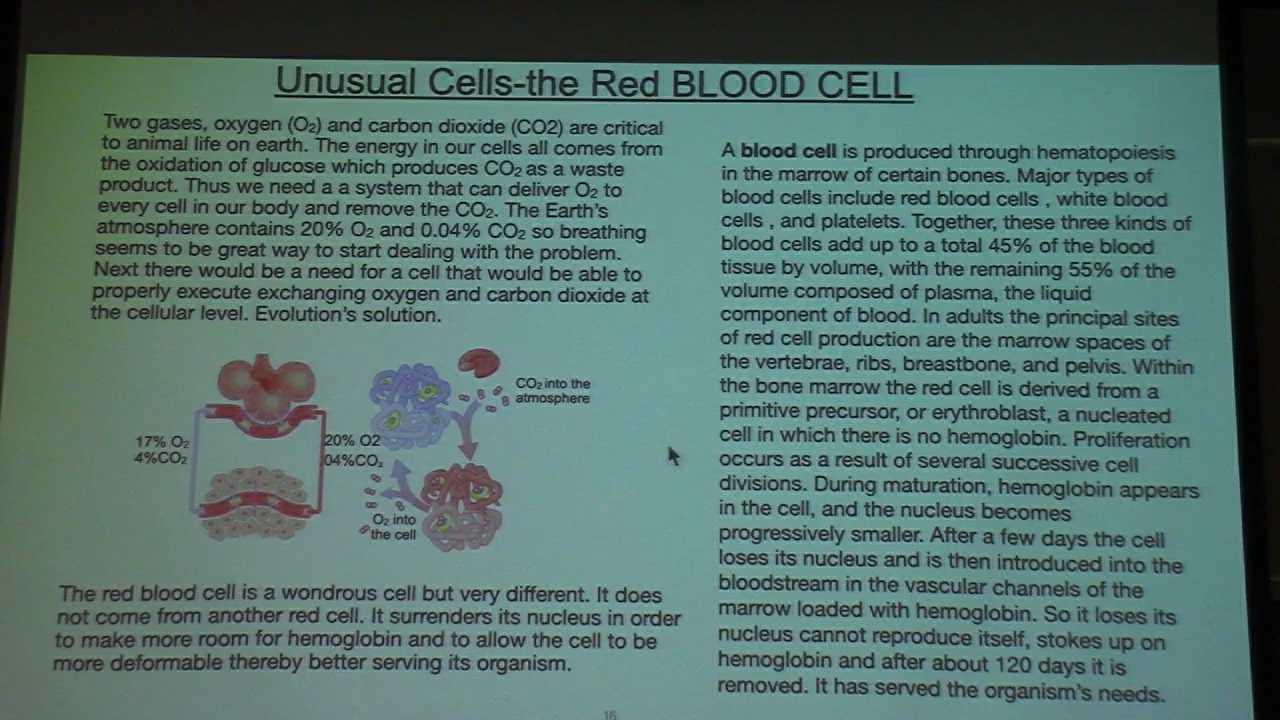 Unusual Cells-the Red BLOOD CELL
Two gases, oxygen (O₂) and carbon dioxide (CO2) are critical
to animal life on earth. The energy in our cells all comes from
the oxidation of glucose which produces CO₂ as a waste
product. Thus we need a a system that can deliver O₂ to
every cell in our body and remove the CO₂. The Earth's
atmosphere contains 20% O₂ and 0.04% CO₂ so breathing
seems to be great way to start dealing with the problem.
Next there would be a need for a cell that would be able to
properly execute exchanging oxygen and carbon dioxide at
the cellular level. Evolution's solution.
17% O₂
4%CO₂
20% O2
04%CO₂
CO₂ into the
atmosphere
O₂ into
the cell
The red blood cell is a wondrous cell but very different. It does
not come from another red cell. It surrenders its nucleus in order
to make more room for hemoglobin and to allow the cell to be
more deformable thereby better serving its organism.
A blood cell is produced through hematopoiesis
in the marrow of certain bones. Major types of
blood cells include red blood cells , white blood
cells , and platelets. Together, these three kinds of
blood cells add up to a total 45% of the blood
tissue by volume, with the remaining 55% of the
volume composed of plasma, the liquid
component of blood. In adults the principal sites
of red cell production are the marrow spaces of
the vertebrae, ribs, breastbone, and pelvis. Within
the bone marrow the red cell is derived from a
primitive precursor, or erythroblast, a nucleated
cell in which there is no hemoglobin. Proliferation
occurs as a result of several successive cell
divisions. During maturation, hemoglobin appears
in the cell, and the nucleus becomes
progressively smaller. After a few days the cell
loses its nucleus and is then introduced into the
bloodstream in the vascular channels of the
marrow loaded with hemoglobin. So it loses its
nucleus cannot reproduce itself, stokes up on
hemoglobin and after about 120 days it is
removed. It has served the organism's needs.
16